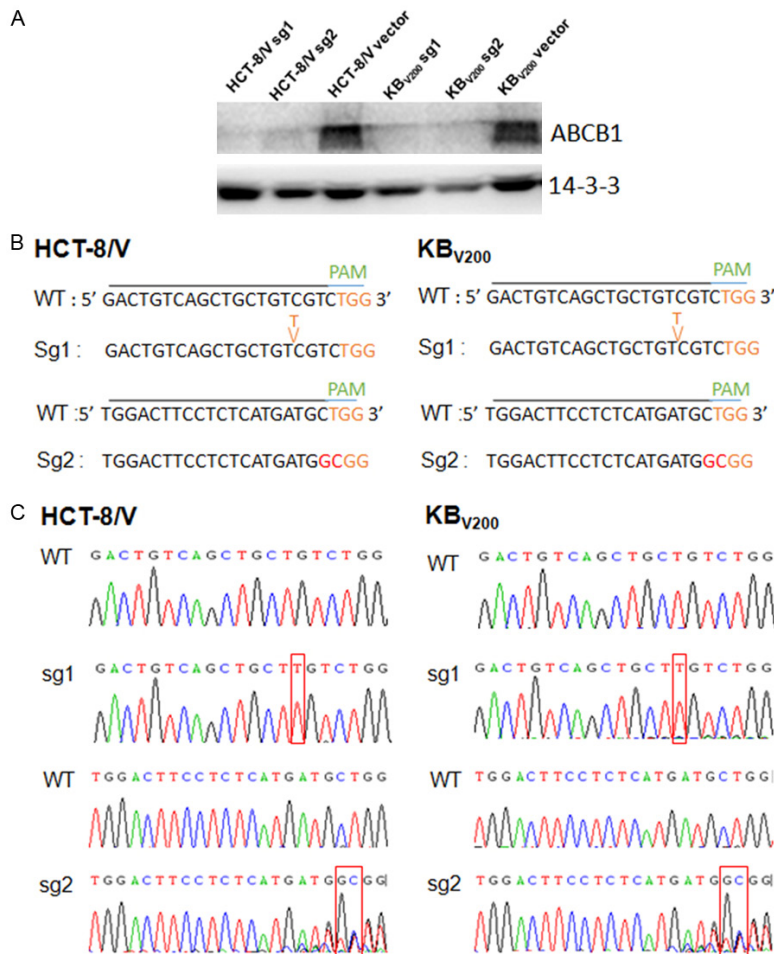 A
HCT-8/V sg1
HCT-8/V sg2
HCT-8/V vector
KBV200 sg1
KBV200 sg2
KBV200 vector
ABCB1
14-3-3
B
HCT-8/V
PAM
WT : 5' GACTGTCAGCTGCTGTCGTCTGG 3'
T
Sg1 : GACTGTCAGCTGCTGTCGTCTGG
PAM
WT :5' TGGACTTCCTCTCATGATGCTGG 3'
Sg2 : TGGACTTCCTCTCATGATGGCGG
KBV200
PAM
WT : 5' GACTGTCAGCTGCTGTCGTCTGG 3'
T
Sg1 : GACTGTCAGCTGCTGTCGTCTGG
PAM
WT :5' TGGACTTCCTCTCATGATGCTGG 3'
Sg2 : TGGACTTCCTCTCATGATGGCGG
C
HCT-8/V
WT GACTGTCAGCTGCTGTCTGG
sg1 GACTGTCAGCTGCTTGTCTGG
WT TGGACTTCCTCTCATGATGCTGG
sg2 TGGACTTCCTCTCATGATGGCGG
KBV200
WT GACTGTCAGCTGCTGTCTGG
sg1 GACTGTCAGCTGCTTGTCTGG
WT TGGACTTCCTCTCATGATGCTGG
sg2 TGGACTTCCTCTCATGATGGCGG